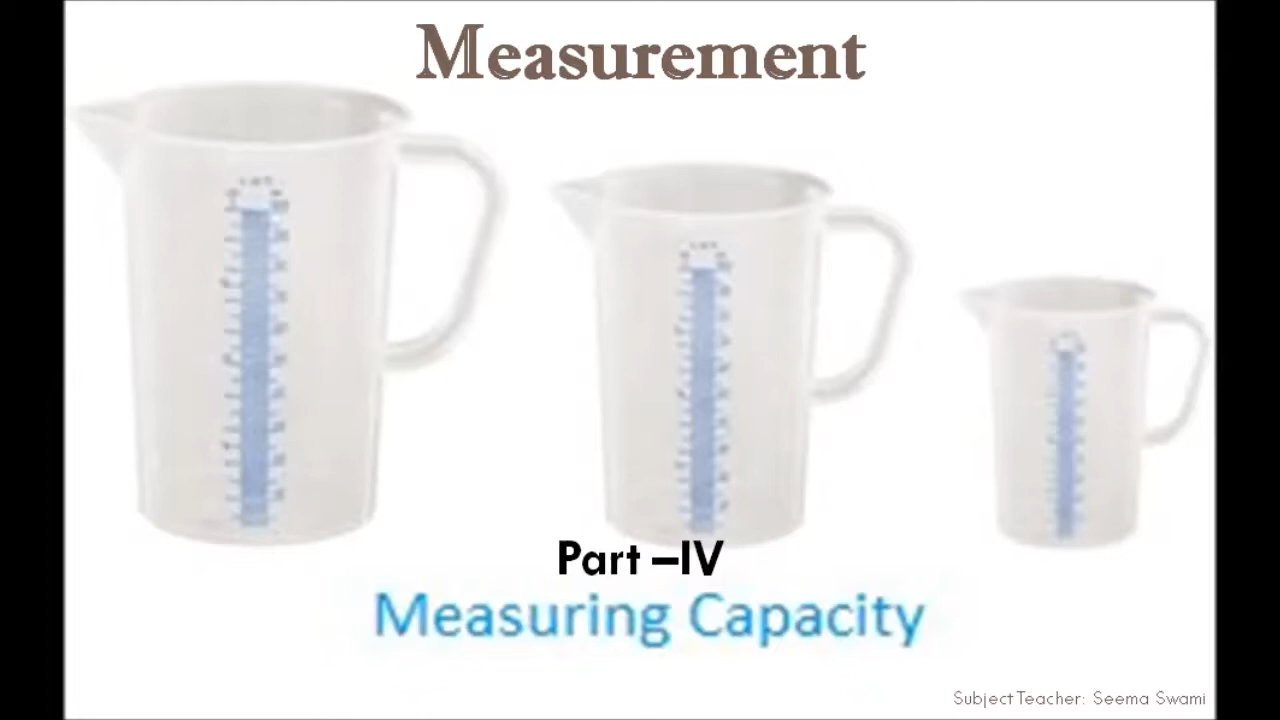 Measurement
Part –IV
Measuring Capacity
Subject Teacher: Seema Swami